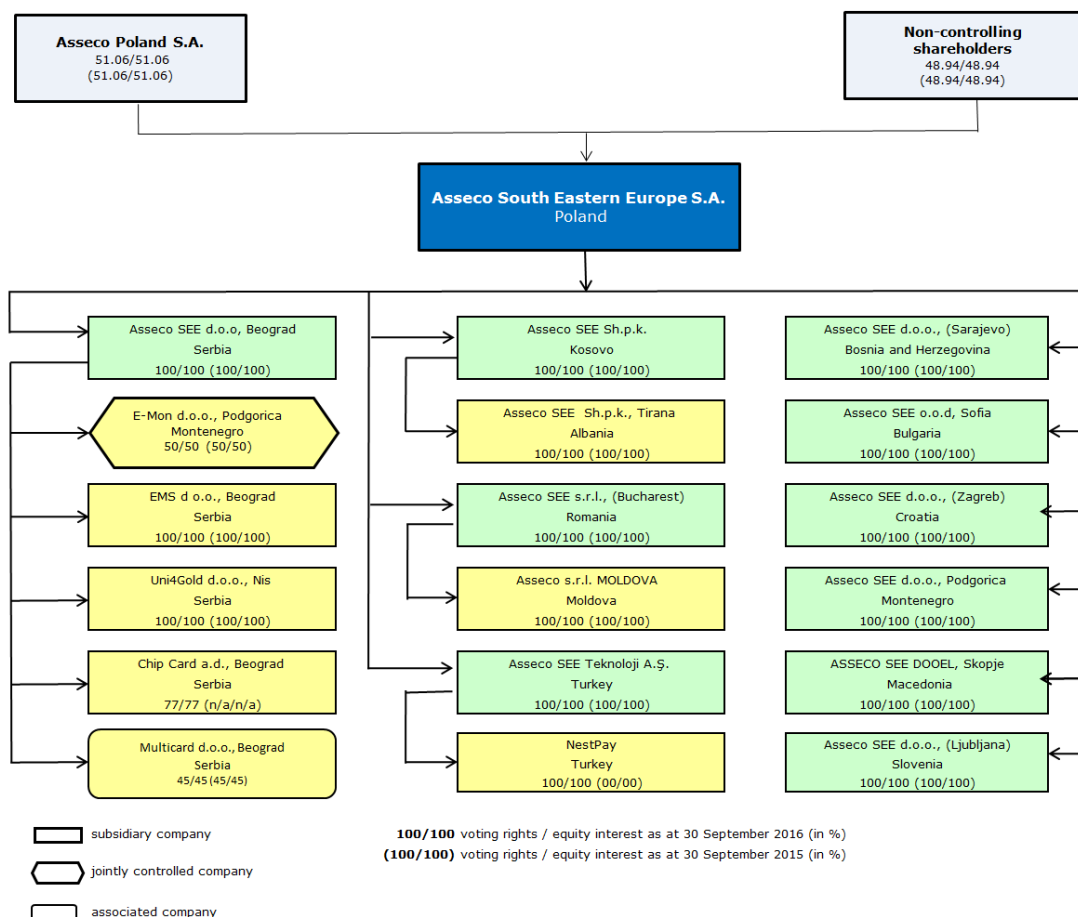 Asseco Poland S.A.
51.06/51.06
(51.06/51.06)
Non-controlling
shareholders
48.94/48.94
(48.94/48.94)
Asseco South Eastern Europe S.A.
Poland
Asseco SEE d.o.o, Beograd
Serbia
100/100 (100/100)
E-Mon d.o.o., Podgorica
Montenegro
50/50 (50/50)
EMS d o.o., Beograd
Serbia
100/100 (100/100)
Uni4Gold d.o.o., Nis
Serbia
100/100 (100/100)
Chip Card a.d., Beograd
Serbia
77/77 (n/a/n/a)
Multicard d.o.o., Beograd
Serbia
45/45 (45/45)
Asseco SEE Sh.p.k.
Kosovo
100/100 (100/100)
Asseco SEE Sh.p.k., Tirana
Albania
100/100 (100/100)
Asseco SEE s.r.l., (Bucharest)
Romania
100/100 (100/100)
Asseco s.r.l. MOLDOVA
Moldova
100/100 (100/100)
Asseco SEE Teknoloji A.Ş.
Turkey
100/100 (100/100)
NestPay
Turkey
100/100 (00/00)
Asseco SEE d.o.o., (Sarajevo)
Bosnia and Herzegovina
100/100 (100/100)
Asseco SEE o.o.d, Sofia
Bulgaria
100/100 (100/100)
Asseco SEE d.o.o., (Zagreb)
Croatia
100/100 (100/100)
Asseco SEE d.o.o., Podgorica
Montenegro
100/100 (100/100)
ASSECO SEE DOOEL, Skopje
Macedonia
100/100 (100/100)
Asseco SEE d.o.o., (Ljubljana)
Slovenia
100/100 (100/100)
subsidiary company
jointly controlled company
associated company
100/100 voting rights / equity interest as at 30 September 2016 (in %)
(100/100) voting rights / equity interest as at 30 September 2015 (in %)